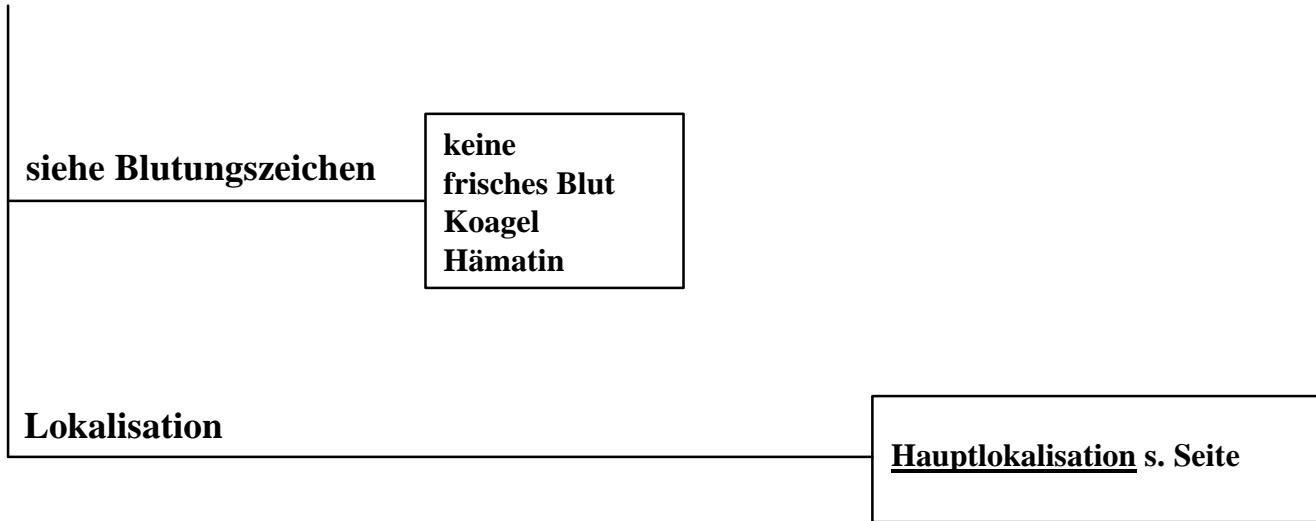 siehe Blutungszeichen
keine
frisches Blut
Koagel
Hämatin
Lokalisation
Hauptlokalisation s. Seite